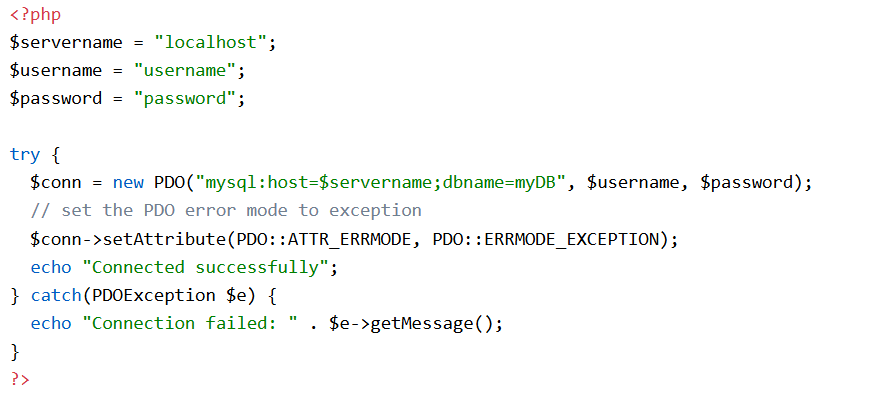 <?php
$servername = "localhost";
$username = "username";
$password = "password";

try {
  $conn = new PDO("mysql:host=$servername;dbname=myDB", $username, $password);
  // set the PDO error mode to exception
  $conn->setAttribute(PDO::ATTR_ERRMODE, PDO::ERRMODE_EXCEPTION);
  echo "Connected successfully";
} catch(PDOException $e) {
  echo "Connection failed: " . $e->getMessage();
}
?>